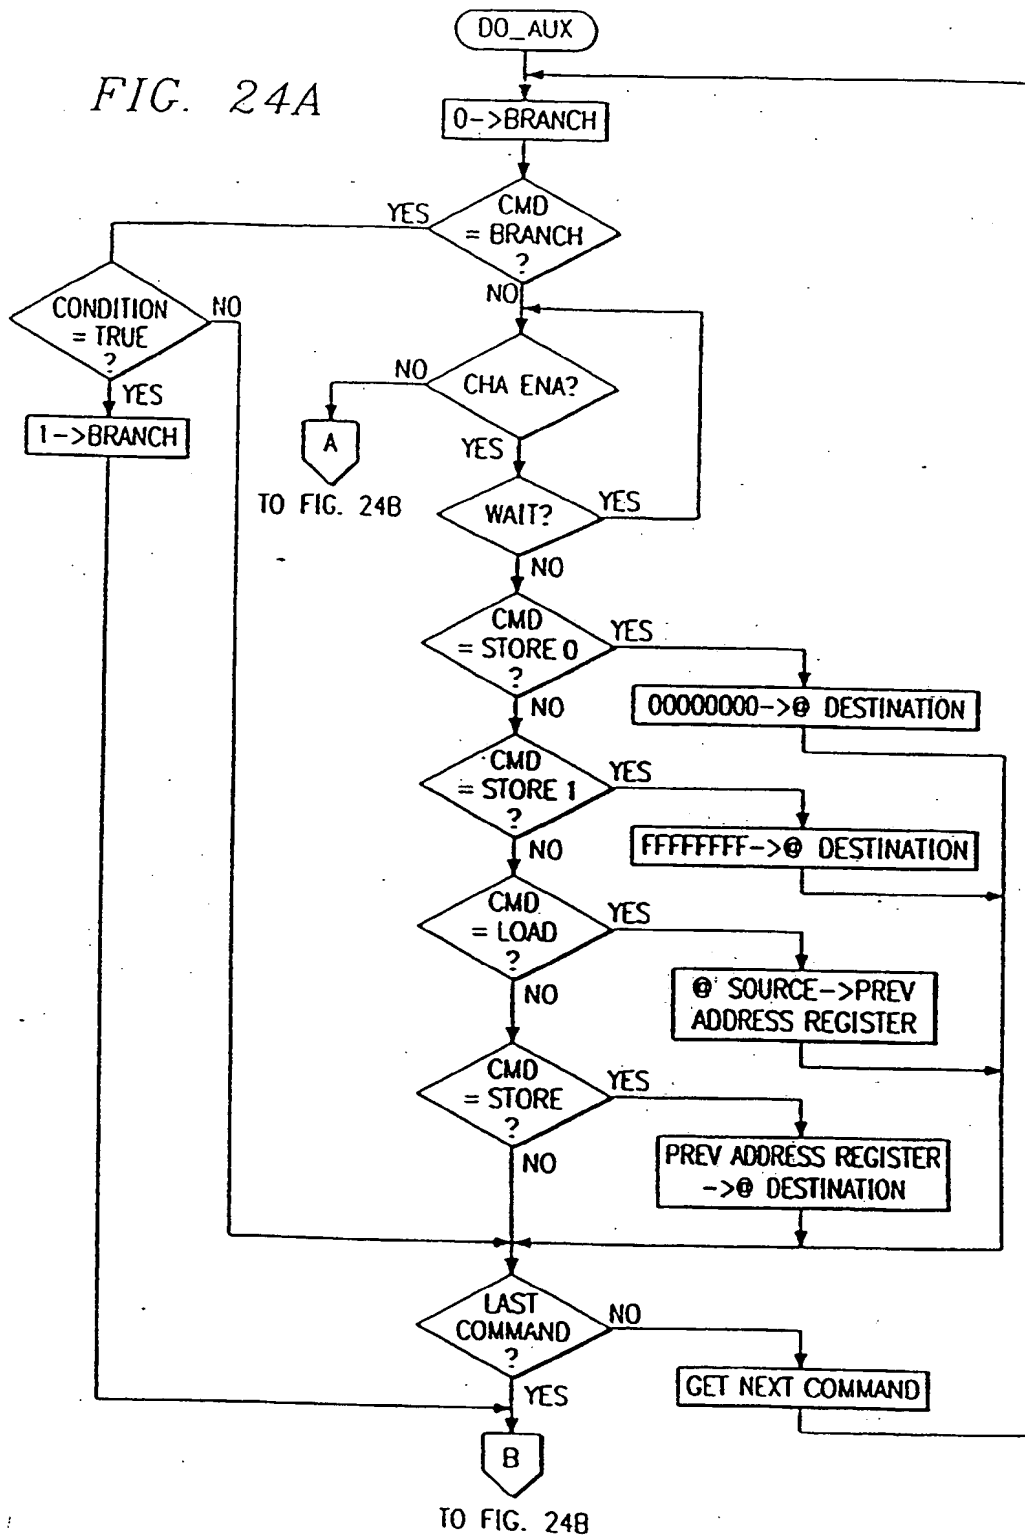 DO_AUX
FIG. 24A
0->BRANCH
CMD
= BRANCH
?
YES
NO
CONDITION
= TRUE
?
NO
YES
1->BRANCH
CHA ENA?
NO
YES
A
TO FIG. 24B
WAIT?
YES
NO
CMD
= STORE 0
?
YES
NO
00000000->@ DESTINATION
CMD
= STORE 1
?
YES
NO
FFFFFFFF->@ DESTINATION
CMD
= LOAD
?
YES
NO
@ SOURCE->PREV
ADDRESS REGISTER
CMD
= STORE
?
YES
NO
PREV ADDRESS REGISTER
->@ DESTINATION
LAST
COMMAND
?
NO
YES
GET NEXT COMMAND
B
TO FIG. 24B